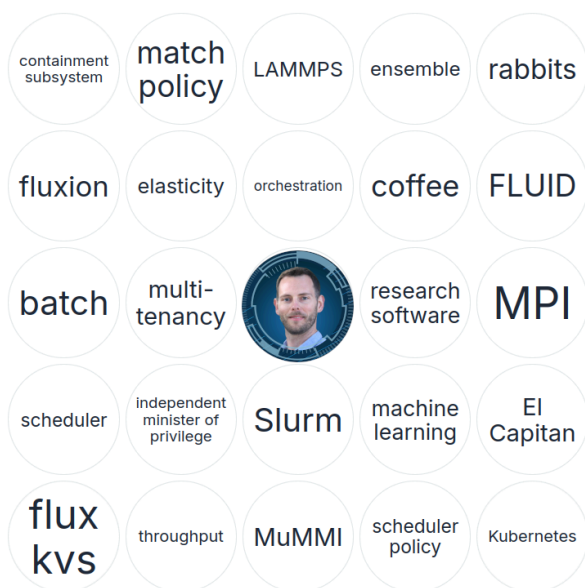 containment
subsystem
match
policy
LAMMPS
ensemble
rabbits
fluxion
elasticity
orchestration
coffee
FLUID
batch
multi-
tenancy
research
software
MPI
scheduler
independent
minister of
privilege
Slurm
machine
learning
El
Capitan
flux
kvs
throughput
MuMMI
scheduler
policy
Kubernetes